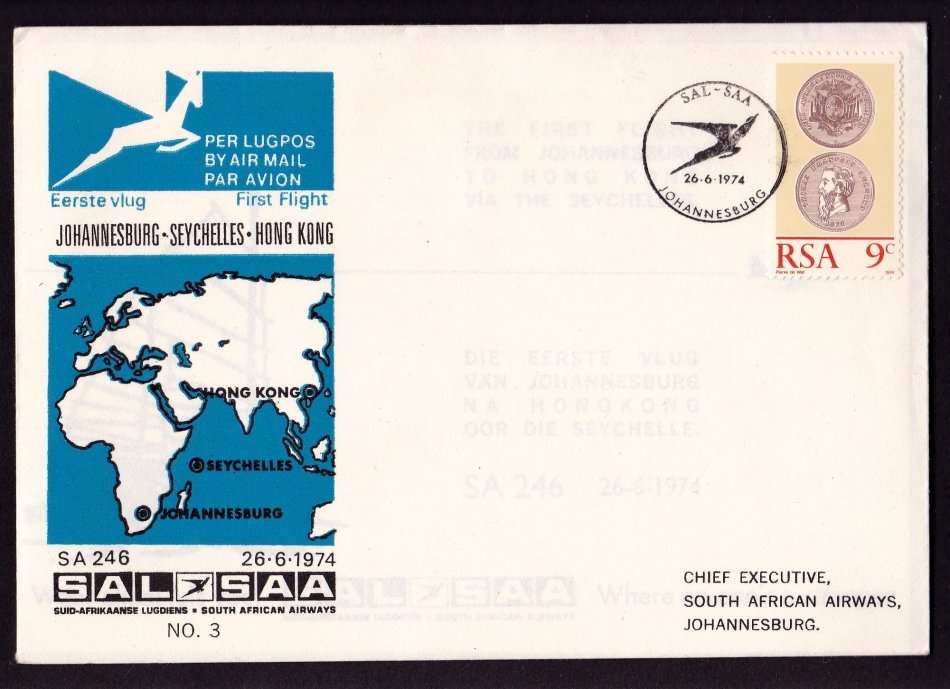 PER LUGPOS
BY AIR MAIL
PAR AVION
Eerste vlug First Flight
JOHANNESBURG • SEYCHELLES • HONG KONG
HONG KONG
SEYCHELLES
JOHANNESBURG
SA 246 26·6·1974
SAL SAA
SUID-AFRIKAANSE LUGDIENS • SOUTH AFRICAN AIRWAYS
NO. 3
SAL-SAA
26·6·1974
JOHANNESBURG
RSA 9c
THE FIRST FLIGHT
FROM JOHANNESBURG
TO HONG KONG
VIA THE SEYCHELLES.
DIE EERSTE VLUG
VAN JOHANNESBURG
NA HONGKONG
OOR DIE SEYCHELLE.
SA 246 26·6·1974
SAL SAA
Where
CHIEF EXECUTIVE,
SOUTH AFRICAN AIRWAYS,
JOHANNESBURG.